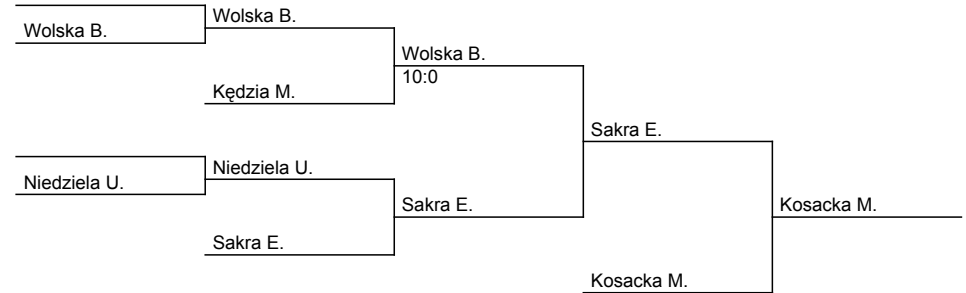 Wolska B.
Wolska B.
Wolska B.
10:0
Kędzia M.
Sakra E.
Niedziela U.
Niedziela U.
Sakra E.
Kosacka M.
Sakra E.
Kosacka M.